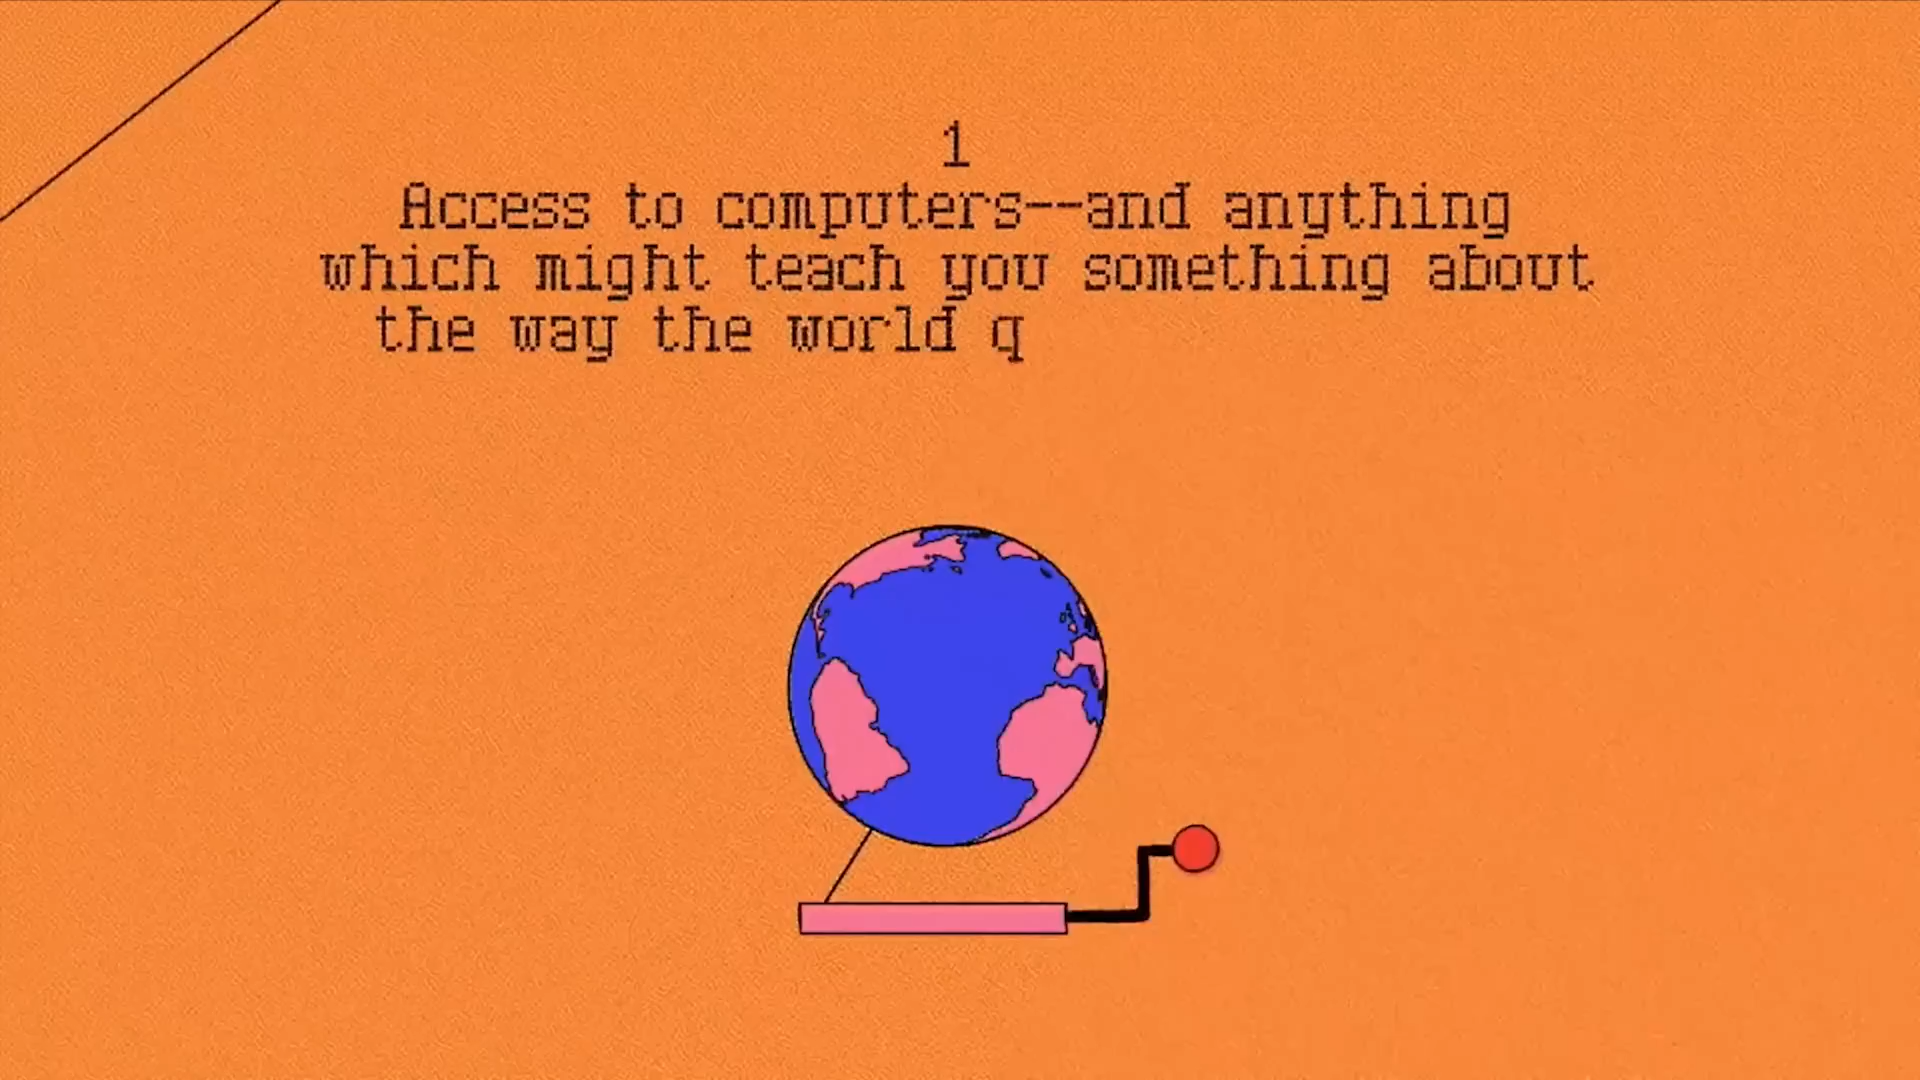 1
Access to computers--and anything
which might teach you something about
the way the world q